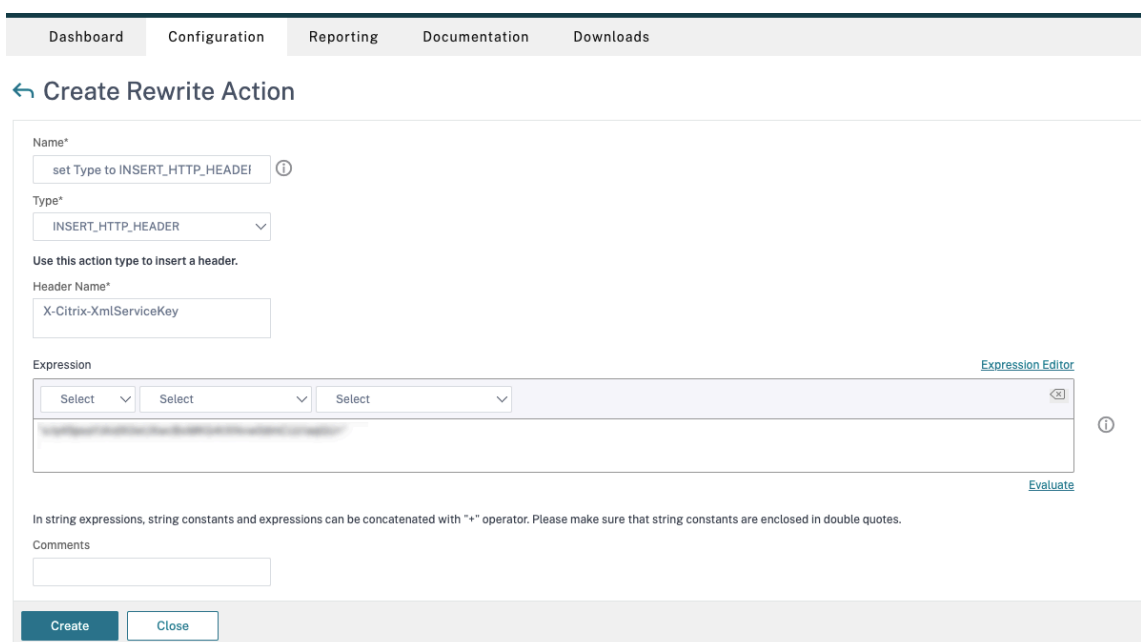 Dashboard Configuration Reporting Documentation Downloads
Create Rewrite Action
Name*
set Type to INSERT_HTTP_HEADE
Type*
INSERT_HTTP_HEADER
Use this action type to insert a header.
Header Name*
X-Citrix-XmlServiceKey
Expression Expression Editor
Select Select Select
Evaluate
In string expressions, string constants and expressions can be concatenated with "+" operator. Please make sure that string constants are enclosed in double quotes.
Comments
Create Close